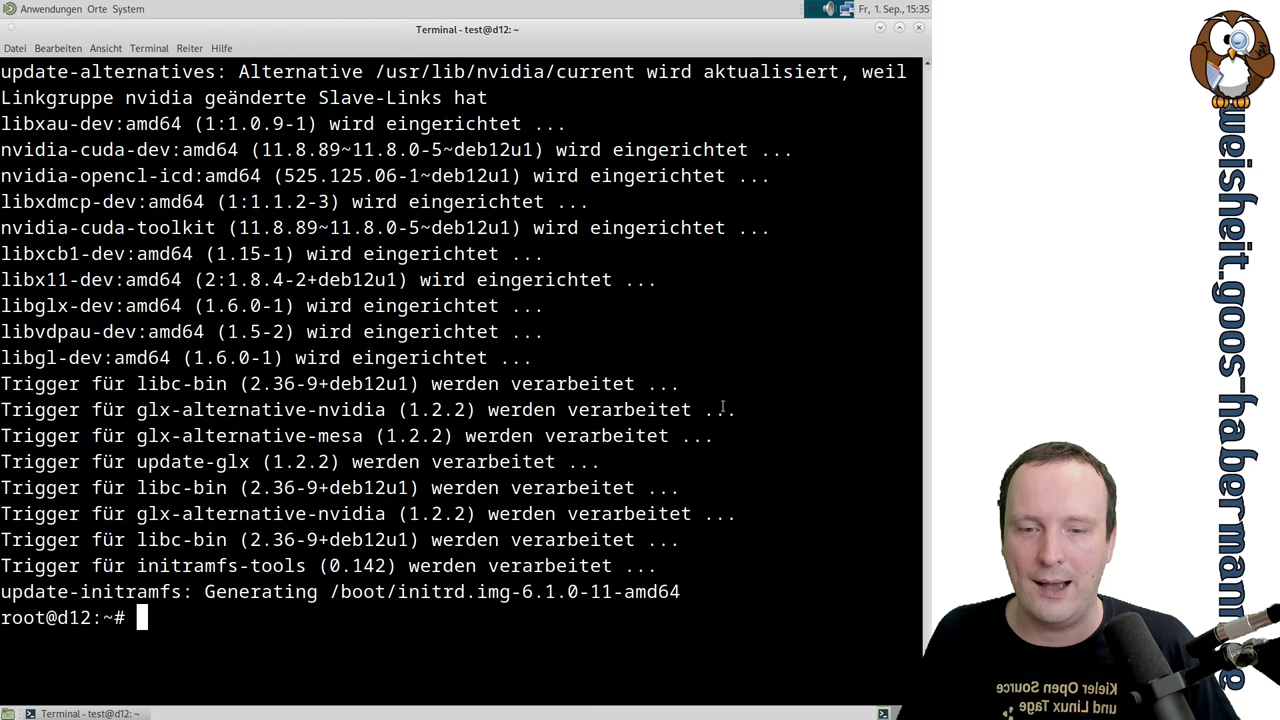 Anwendungen Orte System
Fr, 1. Sep., 15:35
Terminal - test@d12: ~
Datei Bearbeiten Ansicht Terminal Reiter Hilfe
update-alternatives: Alternative /usr/lib/nvidia/current wird aktualisiert, weil
Linkgruppe nvidia geänderte Slave-Links hat
libxau-dev:amd64 (1:1.0.9-1) wird eingerichtet ...
nvidia-cuda-dev:amd64 (11.8.89~11.8.0-5~deb12u1) wird eingerichtet ...
nvidia-opencl-icd:amd64 (525.125.06-1~deb12u1) wird eingerichtet ...
libxdmcp-dev:amd64 (1:1.1.2-3) wird eingerichtet ...
nvidia-cuda-toolkit (11.8.89~11.8.0-5~deb12u1) wird eingerichtet ...
libxcb1-dev:amd64 (1.15-1) wird eingerichtet ...
libx11-dev:amd64 (2:1.8.4-2+deb12u1) wird eingerichtet ...
libglx-dev:amd64 (1.6.0-1) wird eingerichtet ...
libvdpau-dev:amd64 (1.5-2) wird eingerichtet ...
libgl-dev:amd64 (1.6.0-1) wird eingerichtet ...
Trigger für libc-bin (2.36-9+deb12u1) werden verarbeitet ...
Trigger für glx-alternative-nvidia (1.2.2) werden verarbeitet ...
Trigger für glx-alternative-mesa (1.2.2) werden verarbeitet ...
Trigger für update-glx (1.2.2) werden verarbeitet ...
Trigger für libc-bin (2.36-9+deb12u1) werden verarbeitet ...
Trigger für glx-alternative-nvidia (1.2.2) werden verarbeitet ...
Trigger für libc-bin (2.36-9+deb12u1) werden verarbeitet ...
Trigger für initramfs-tools (0.142) werden verarbeitet ...
update-initramfs: Generating /boot/initrd.img-6.1.0-11-amd64
root@d12:~#
Terminal - test@d12: ~
Kieler Open Source
und Linux Tage